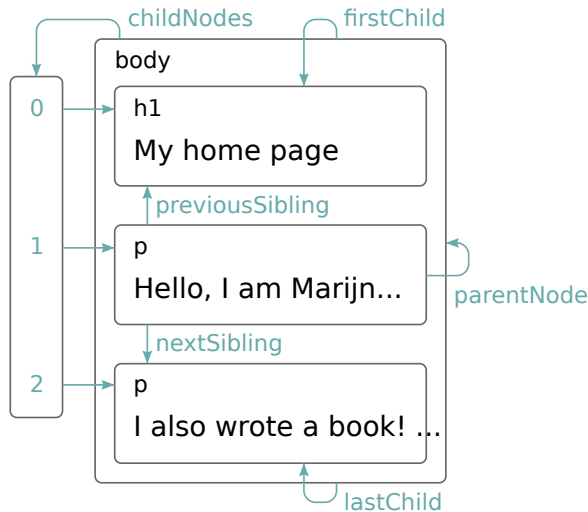 childNodes
firstChild
body
0
h1
My home page
previousSibling
1
p
Hello, I am Marijn...
parentNode
nextSibling
2
p
I also wrote a book! ...
lastChild